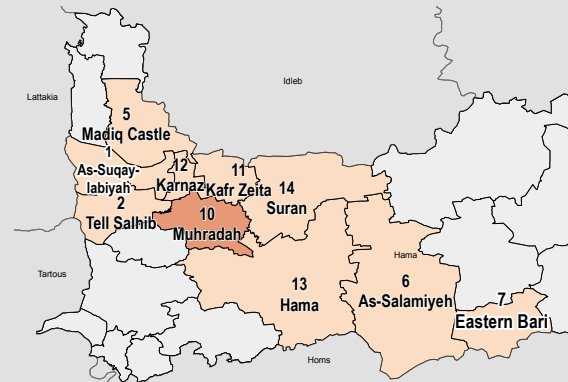 Idleb
Lattakia
5
Madiq Castle
1
As-Suqay-
labiyah
12
Karnaz
11
Kafr Zeita
14
Suran
2
Tell Salhib
10
Muhradah
Hama
Tartous
13
Hama
6
As-Salamiyeh
7
Eastern Bari
Homs